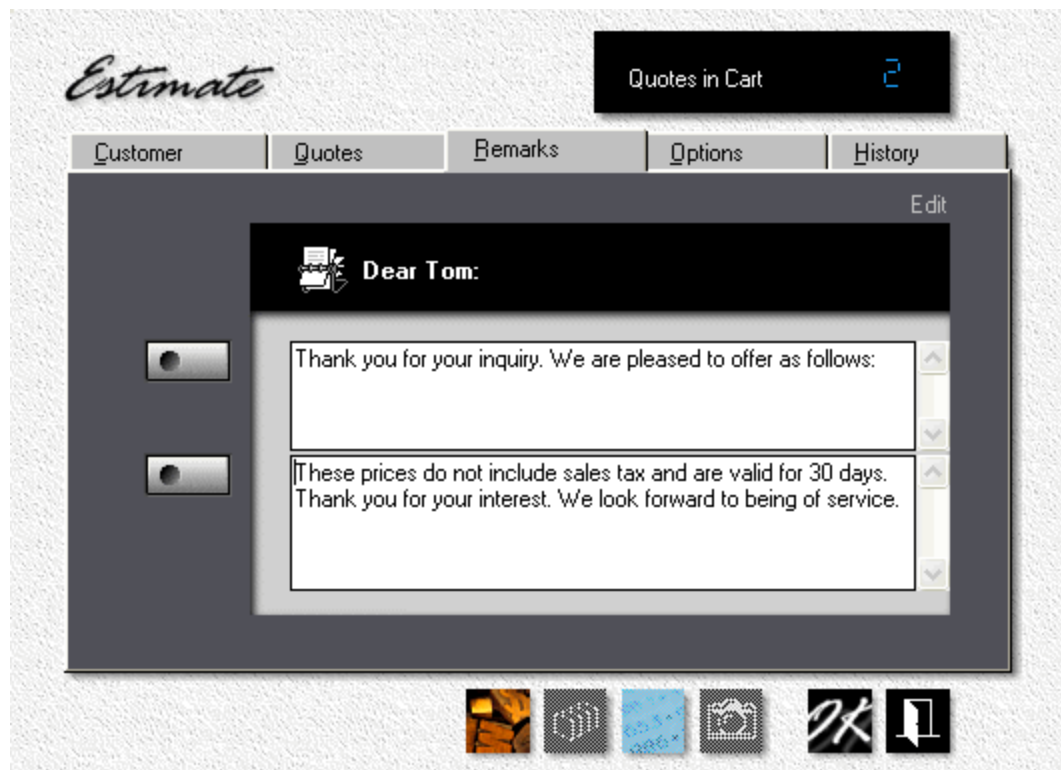 Estimate
Quotes in Cart 2
Customer Quotes Remarks Options History
Edit
Dear Tom:
Thank you for your inquiry. We are pleased to offer as follows:
These prices do not include sales tax and are valid for 30 days.
Thank you for your interest. We look forward to being of service.
OK